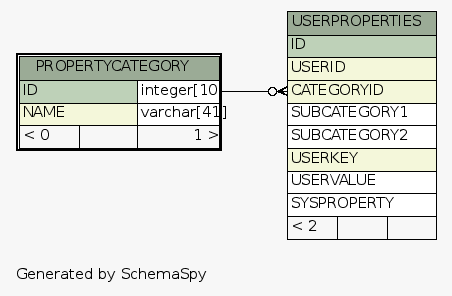 PROPERTYCATEGORY
ID integer[10]
NAME varchar[41]
< 0 1 >
USERPROPERTIES
ID
USERID
CATEGORYID
SUBCATEGORY1
SUBCATEGORY2
USERKEY
USERVALUE
SYSPROPERTY
< 2
Generated by SchemaSpy